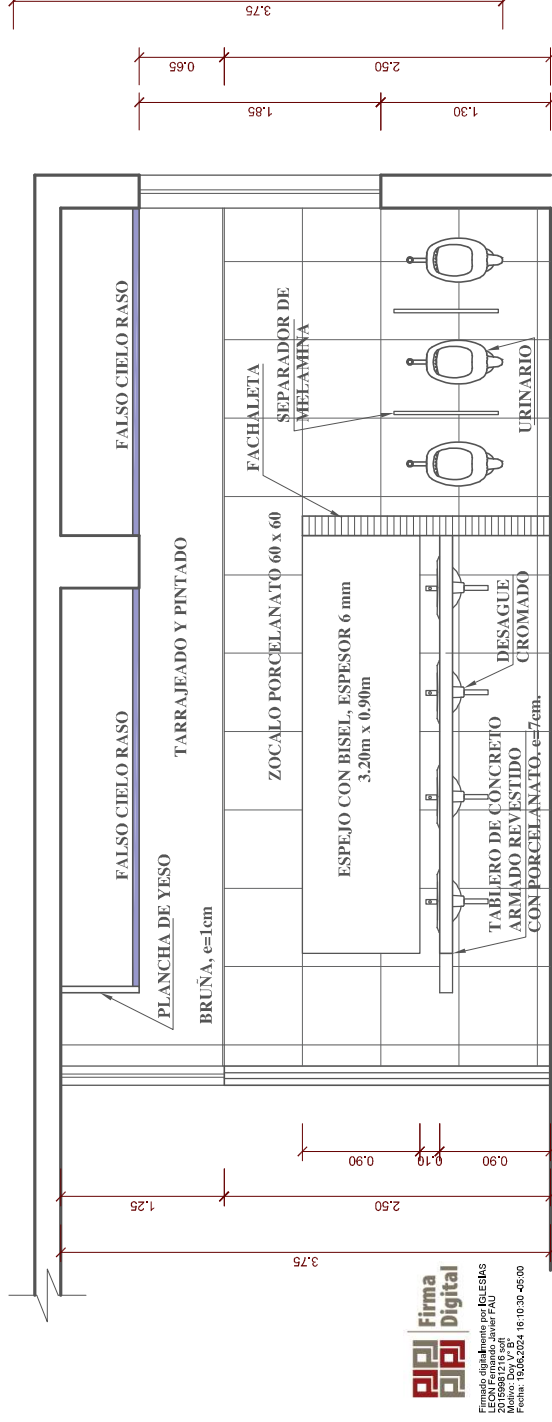 3.75
0.65
2.50
1.85
1.30
FALSO CIELO RASO
FALSO CIELO RASO
PLANCHA DE YESO
TARRAJEADO Y PINTADO
BRUÑA, e=1cm
FACHALETA
SEPARADOR DE
MELAMINA
ZOCALO PORCELANATO 60 x 60
ESPEJO CON BISEL, ESPESOR 6 mm
3.20m x 0.90m
URINARIO
DESAGUE
CROMADO
TABLERO DE CONCRETO
ARMADO REVESTIDO
CON PORCELANATO. e=7cm.
1.25
2.50
3.75
0.90
0.10
0.90
Firma
Digital
Firmado digitalmente por IGLESIAS
LEON Fernando Javier FAU
20159981216 soft
Motivo: Doy V° B°
Fecha: 19.06.2024 16:10:30 -05:00